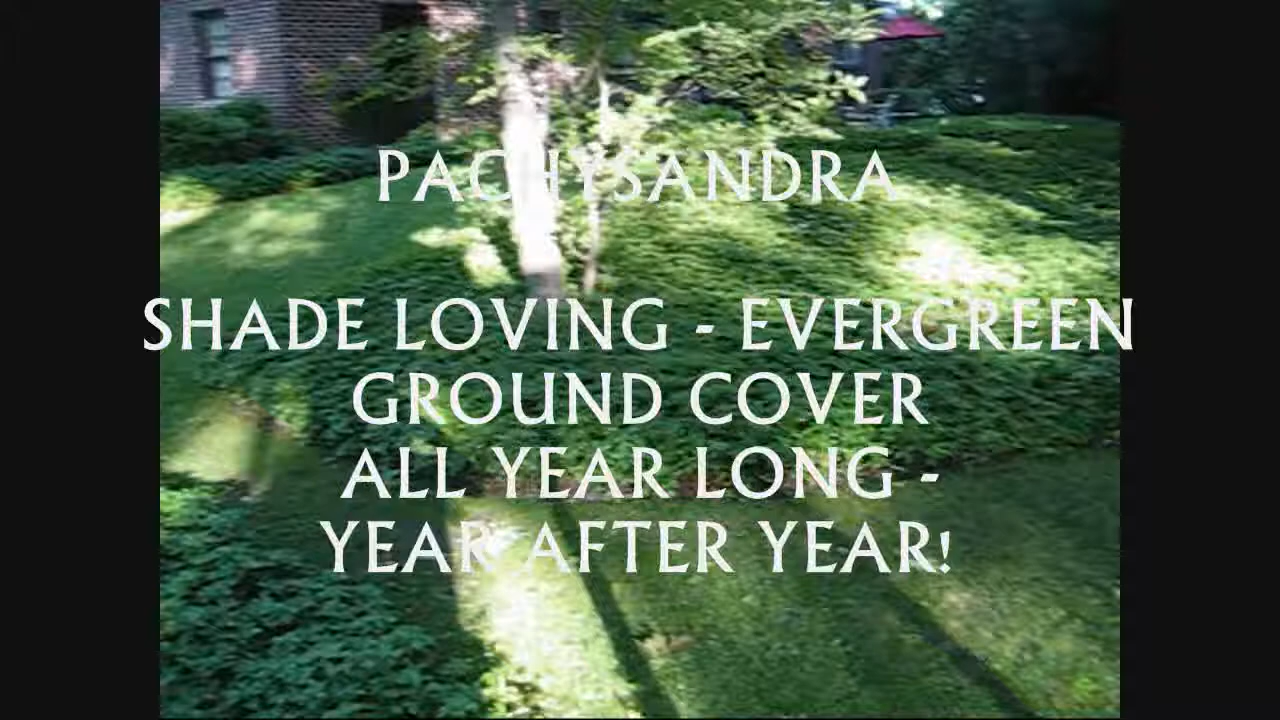 PACHYSANDRA
SHADE LOVING - EVERGREEN
GROUND COVER
ALL YEAR LONG -
YEAR AFTER YEAR!